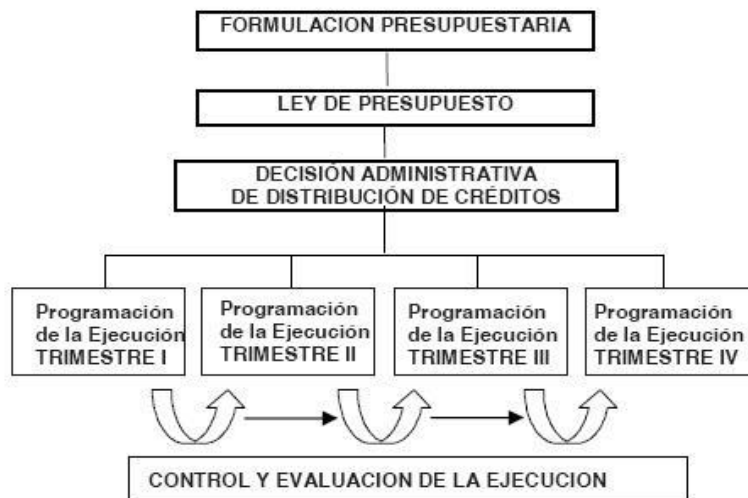 FORMULACION PRESUPUESTARIA
LEY DE PRESUPUESTO
DECISIÓN ADMINISTRATIVA
DE DISTRIBUCIÓN DE CRÉDITOS
Programación
de la Ejecución
TRIMESTRE I
Programación
de la Ejecución
TRIMESTRE II
Programación
de la Ejecución
TRIMESTRE III
Programación
de la Ejecución
TRIMESTRE IV
CONTROL Y EVALUACION DE LA EJECUCION